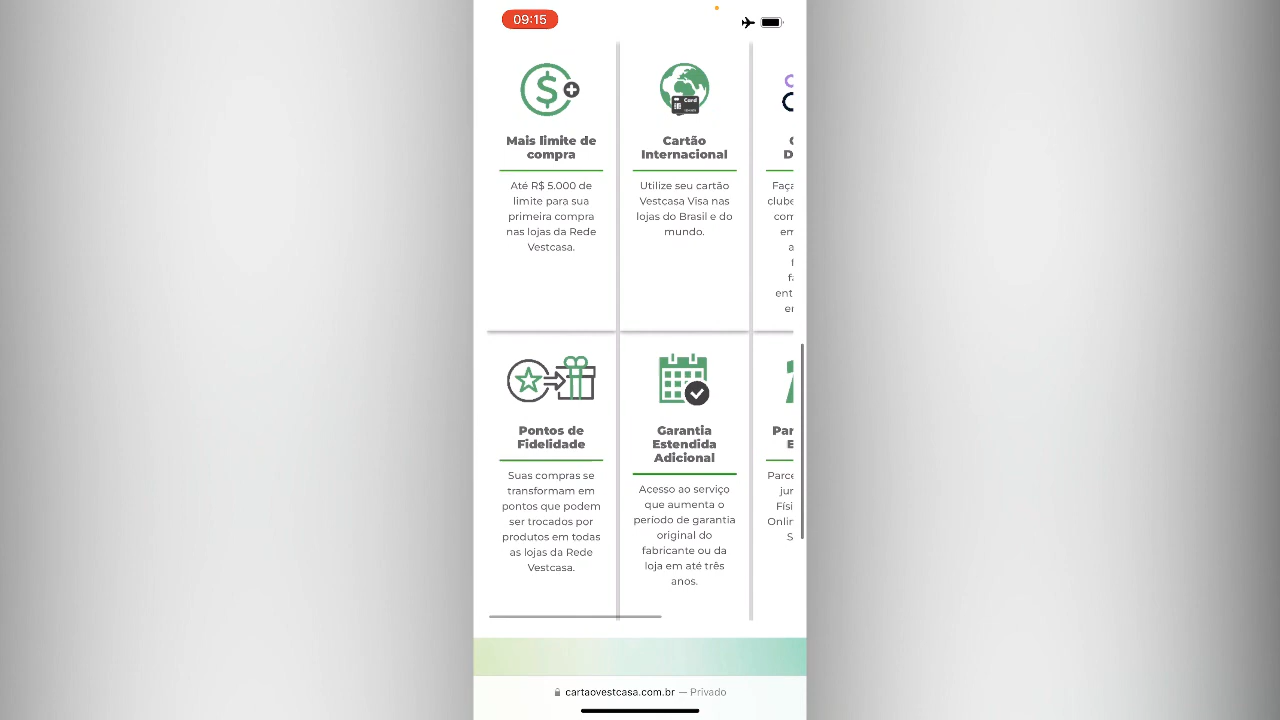 09:15
Mais limite de
compra
Até R$ 5.000 de
limite para sua
primeira compra
nas lojas da Rede
Vestcasa.
Card
Cartão
Internacional
Utilize seu cartão
Vestcasa Visa nas
lojas do Brasil e do
mundo.
Pontos de
Fidelidade
Suas compras se
transformam em
pontos que podem
ser trocados por
produtos em todas
as lojas da Rede
Vestcasa.
Garantia
Estendida
Adicional
Acesso ao serviço
que aumenta o
período de garantia
original do
fabricante ou da
loja em até três
anos.
cartaovestcasa.com.br — Privado